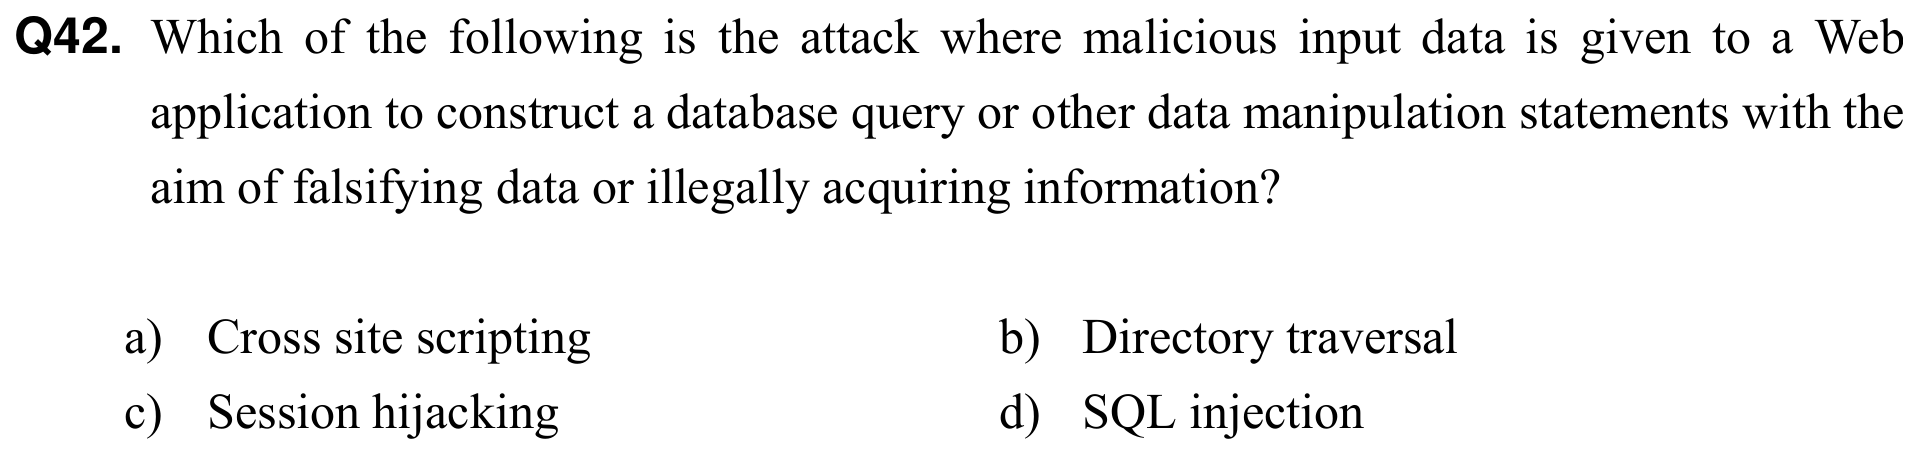 Q42. Which of the following is the attack where malicious input data is given to a Web
application to construct a database query or other data manipulation statements with the
aim of falsifying data or illegally acquiring information?
a) Cross site scripting b) Directory traversal
c) Session hijacking d) SQL injection